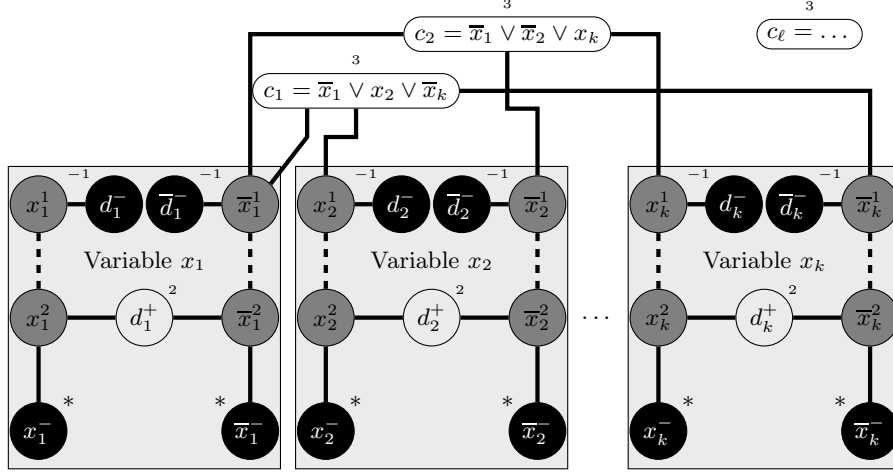 3
3
c₂ = x̅₁ ∨ x̅₂ ∨ xₖ
c_ℓ = …
3
c₁ = x̅₁ ∨ x₂ ∨ x̅ₖ
-1 -1 -1 -1 -1 -1
x₁¹ d₁⁻ d̅₁⁻ x̅₁¹ x₂¹ d₂⁻ d̅₂⁻ x̅₂¹ xₖ¹ dₖ⁻ d̅ₖ⁻ x̅ₖ¹
Variable x₁ Variable x₂ Variable xₖ
2 2 2
x₁² d₁⁺ x̅₁² x₂² d₂⁺ x̅₂² … xₖ² dₖ⁺ x̅ₖ²
* * * * * *
x₁⁻ x̅₁⁻ x₂⁻ x̅₂⁻ xₖ⁻ x̅ₖ⁻